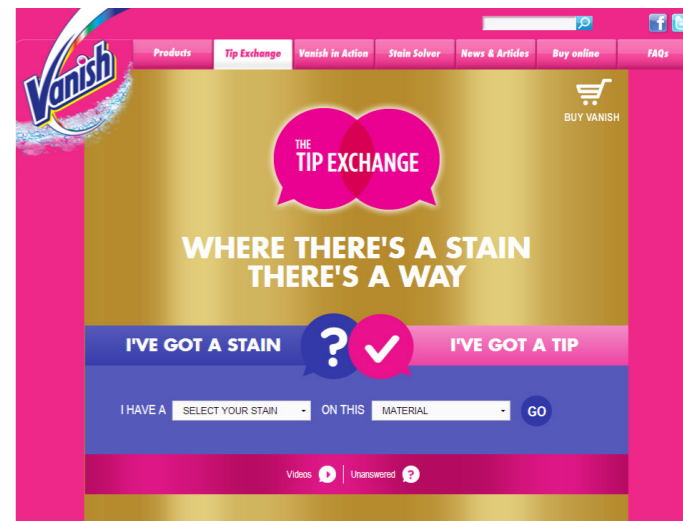 Vanish
Products Tip Exchange Vanish in Action Stain Solver News & Articles Buy online FAQs
BUY VANISH
THE
TIP EXCHANGE
WHERE THERE'S A STAIN
THERE'S A WAY
I'VE GOT A STAIN ? I'VE GOT A TIP
I HAVE A SELECT YOUR STAIN ON THIS MATERIAL GO
Videos Unanswered ?